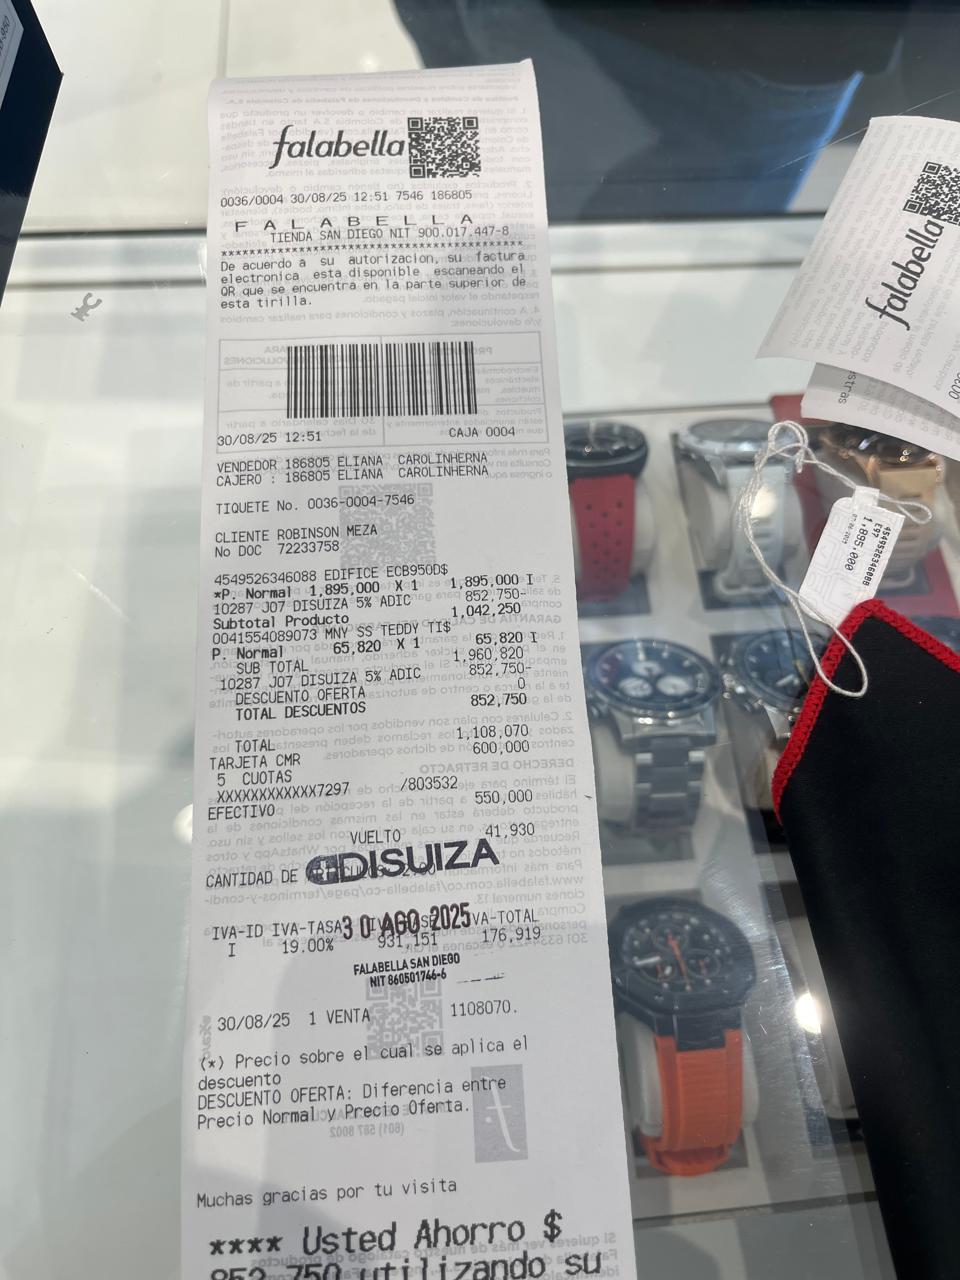 falabella
0036/0004 30/08/25 12:51 7546 186805
F A L A B E L L A
TIENDA SAN DIEGO NIT 900.017.447-8
****************************************
De acuerdo a su autorizacion, su factura
electronica esta disponible escaneando el
QR que se encuentra en la parte superior de
esta tirilla.
30/08/25 12:51 CAJA 0004
VENDEDOR 186805 ELIANA CAROLINHERNA
CAJERO : 186805 ELIANA CAROLINHERNA
TIQUETE No. 0036-0004-7546
CLIENTE ROBINSON MEZA
No DOC 72233758
4549526346088 EDIFICE ECB950D$
*P. Normal 1,895,000 X 1 1,895,000 I
10287 J07 DISUIZA 5% ADIC 852,750-
Subtotal Producto 1,042,250
0041554089073 MNY SS TEDDY TI$
P. Normal 65,820 X 1 65,820 I
SUB TOTAL 1,960,820
10287 J07 DISUIZA 5% ADIC 852,750-
DESCUENTO OFERTA 0
TOTAL DESCUENTOS 852,750
TOTAL 1,108,070
TARJETA CMR 600,000
5 CUOTAS
XXXXXXXXXXXX7297 /803532
EFECTIVO 550,000
VUELTO 41,930
CANTIDAD DE
DISUIZA
IVA-ID IVA-TASA IVA-TOTAL
I 19.00% 931,151 176,919
30 AGO 2025
FALABELLA SAN DIEGO
NIT 860501746-6
30/08/25 1 VENTA 1108070.
(*) Precio sobre el cual se aplica el
descuento
DESCUENTO OFERTA: Diferencia entre
Precio Normal y Precio Oferta.
Muchas gracias por tu visita
**** Usted Ahorro $
852,750 utilizando su
falabella
4549526346088
E97
1,895,000